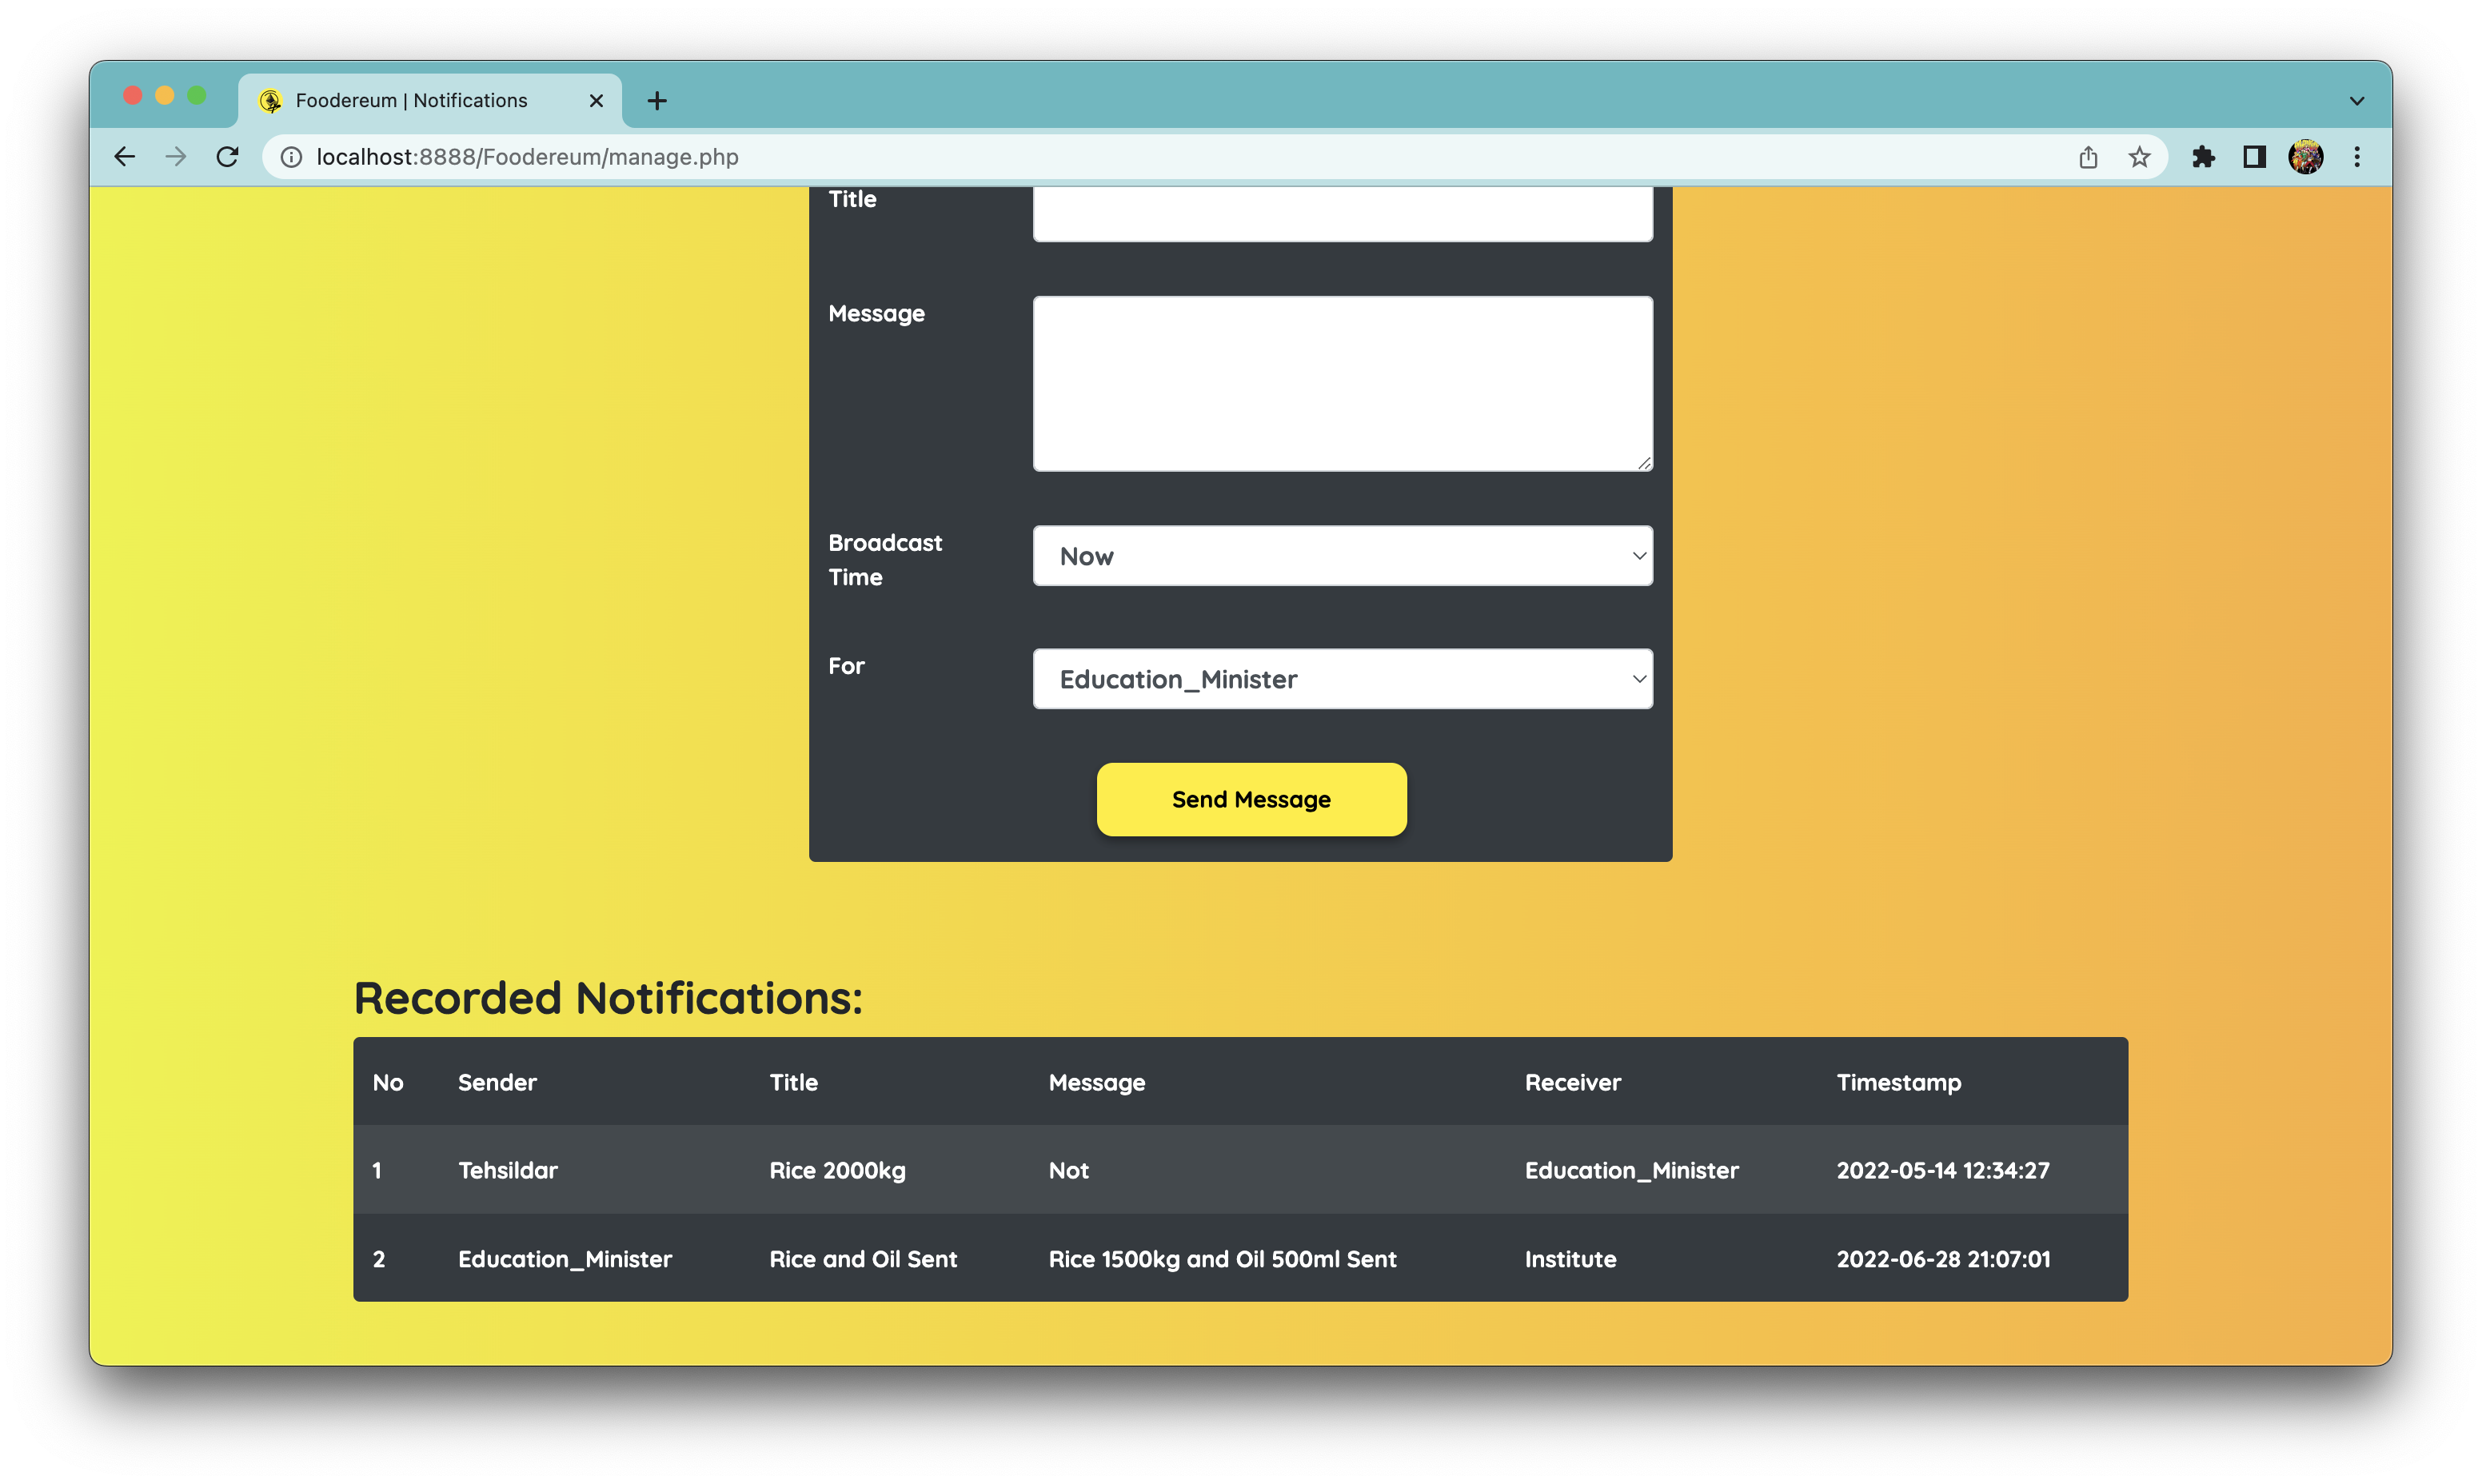 Foodereum | Notifications
localhost:8888/Foodereum/manage.php
Title
Message
Broadcast
Time
Now
For
Education_Minister
Send Message
Recorded Notifications:
No Sender Title Message Receiver Timestamp
1 Tehsildar Rice 2000kg Not Education_Minister 2022-05-14 12:34:27
2 Education_Minister Rice and Oil Sent Rice 1500kg and Oil 500ml Sent Institute 2022-06-28 21:07:01